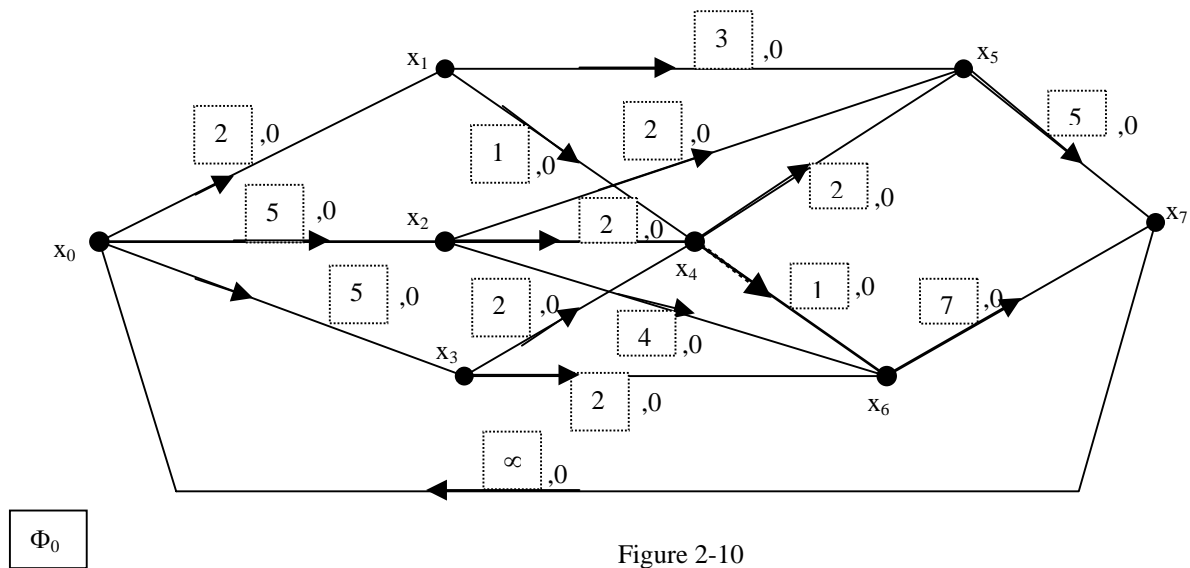 3 ,0
x₁
x₅
2 ,0
1 ,0
2 ,0
5 ,0
5 ,0
x₂
2 ,0
2 ,0
x₇
x₀
x₄
5 ,0
2 ,0
1 ,0
7 ,0
4 ,0
x₃
2 ,0
x₆
∞ ,0
Φ₀
Figure 2-10